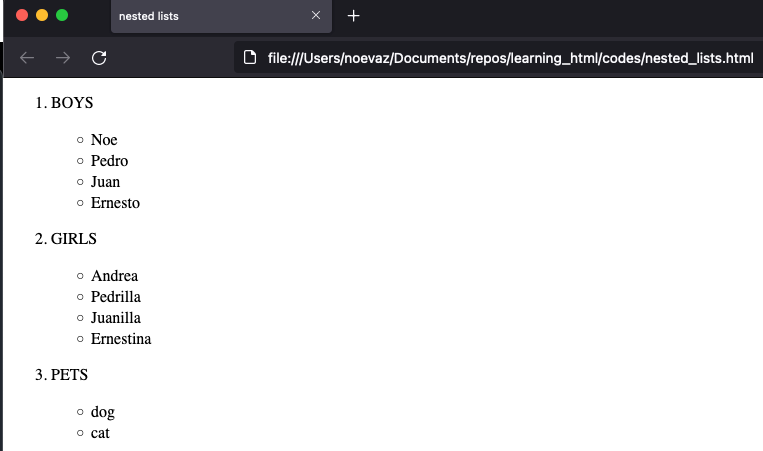 nested lists
file:///Users/noevaz/Documents/repos/learning_html/codes/nested_lists.html
1. BOYS
Noe
Pedro
Juan
Ernesto
2. GIRLS
Andrea
Pedrilla
Juanilla
Ernestina
3. PETS
dog
cat